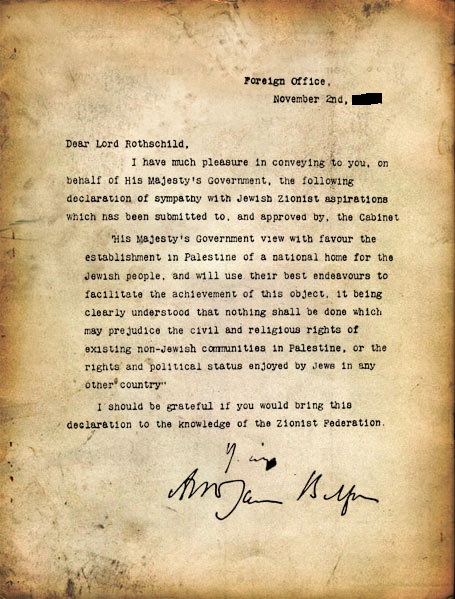 Foreign Office,
November 2nd,
Dear Lord Rothschild,
I have much pleasure in conveying to you, on
behalf of His Majesty's Government, the following
declaration of sympathy with Jewish Zionist aspirations
which has been submitted to, and approved by, the Cabinet
"His Majesty's Government view with favour the
establishment in Palestine of a national home for the
Jewish people, and will use their best endeavours to
facilitate the achievement of this object, it being
clearly understood that nothing shall be done which
may prejudice the civil and religious rights of
existing non-Jewish communities in Palestine, or the
rights and political status enjoyed by Jews in any
other country"
I should be grateful if you would bring this
declaration to the knowledge of the Zionist Federation.